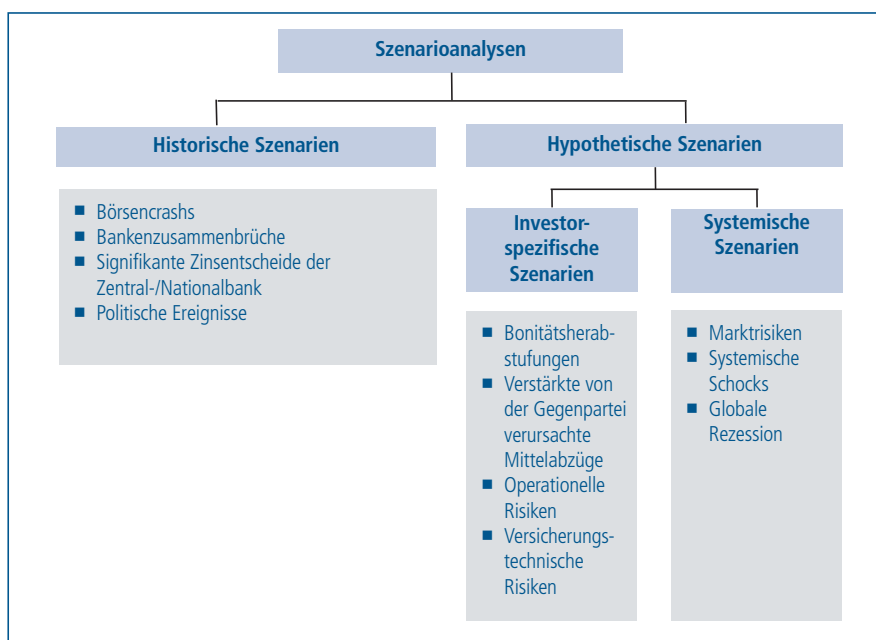 Szenarioanalysen
Historische Szenarien
■ Börsencrashs
■ Bankenzusammenbrüche
■ Signifikante Zinsentscheide der
Zentral-/Nationalbank
■ Politische Ereignisse
Hypothetische Szenarien
Investor-
spezifische
Szenarien
■ Bonitätsherab-
stufungen
■ Verstärkte von
der Gegenpartei
verursachte
Mittelabzüge
■ Operationelle
Risiken
■ Versicherungs-
technische
Risiken
Systemische
Szenarien
■ Marktrisiken
■ Systemische
Schocks
■ Globale
Rezession